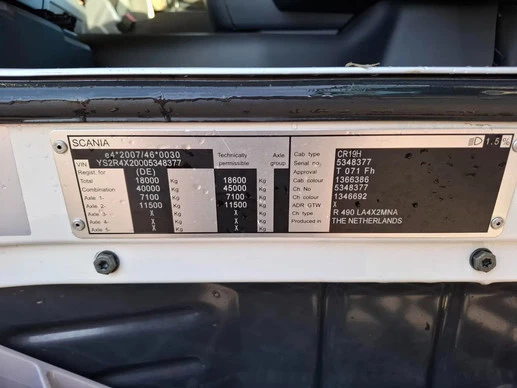 SCANIA
e4*2007/46*0030
VIN YS2R4X20005348377
Regist. for (DE) Technically permissible Axle group
Total 18000 Kg 18600 Kg
Combination 40000 Kg 45000 Kg
Axle 1- 7100 Kg 7100 Kg
Axle 2- 11500 Kg 11500 Kg
Axle 3- X Kg X Kg
Axle 4- X Kg X Kg
Axle 5- X Kg X Kg
Cab type CR19H
Serial no. 5348377
Approval T 071 Fh
Cab colour 1366386
Ch No 5348377
Ch colour 1346692
ADR GTW X
Ch. type R 490 LA4X2MNA
Produced in THE NETHERLANDS
1.5 %